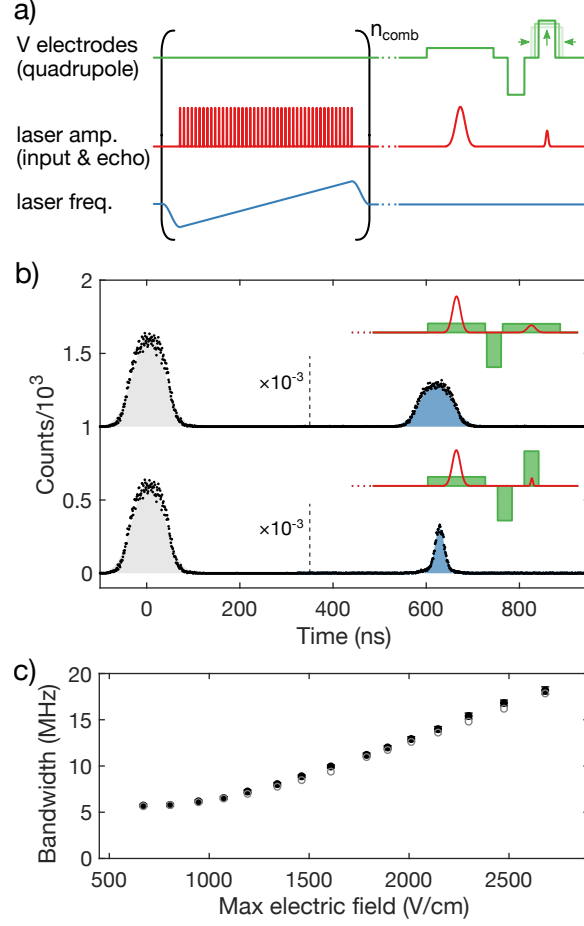 a)
V electrodes
(quadrupole)
n_comb
laser amp.
(input & echo)
laser freq.
b)
Counts/10³
2
1.5
1
0.5
0
×10⁻³
×10⁻³
0
200
400
600
800
Time (ns)
c)
Bandwidth (MHz)
20
15
10
5
0
500
1000
1500
2000
2500
Max electric field (V/cm)